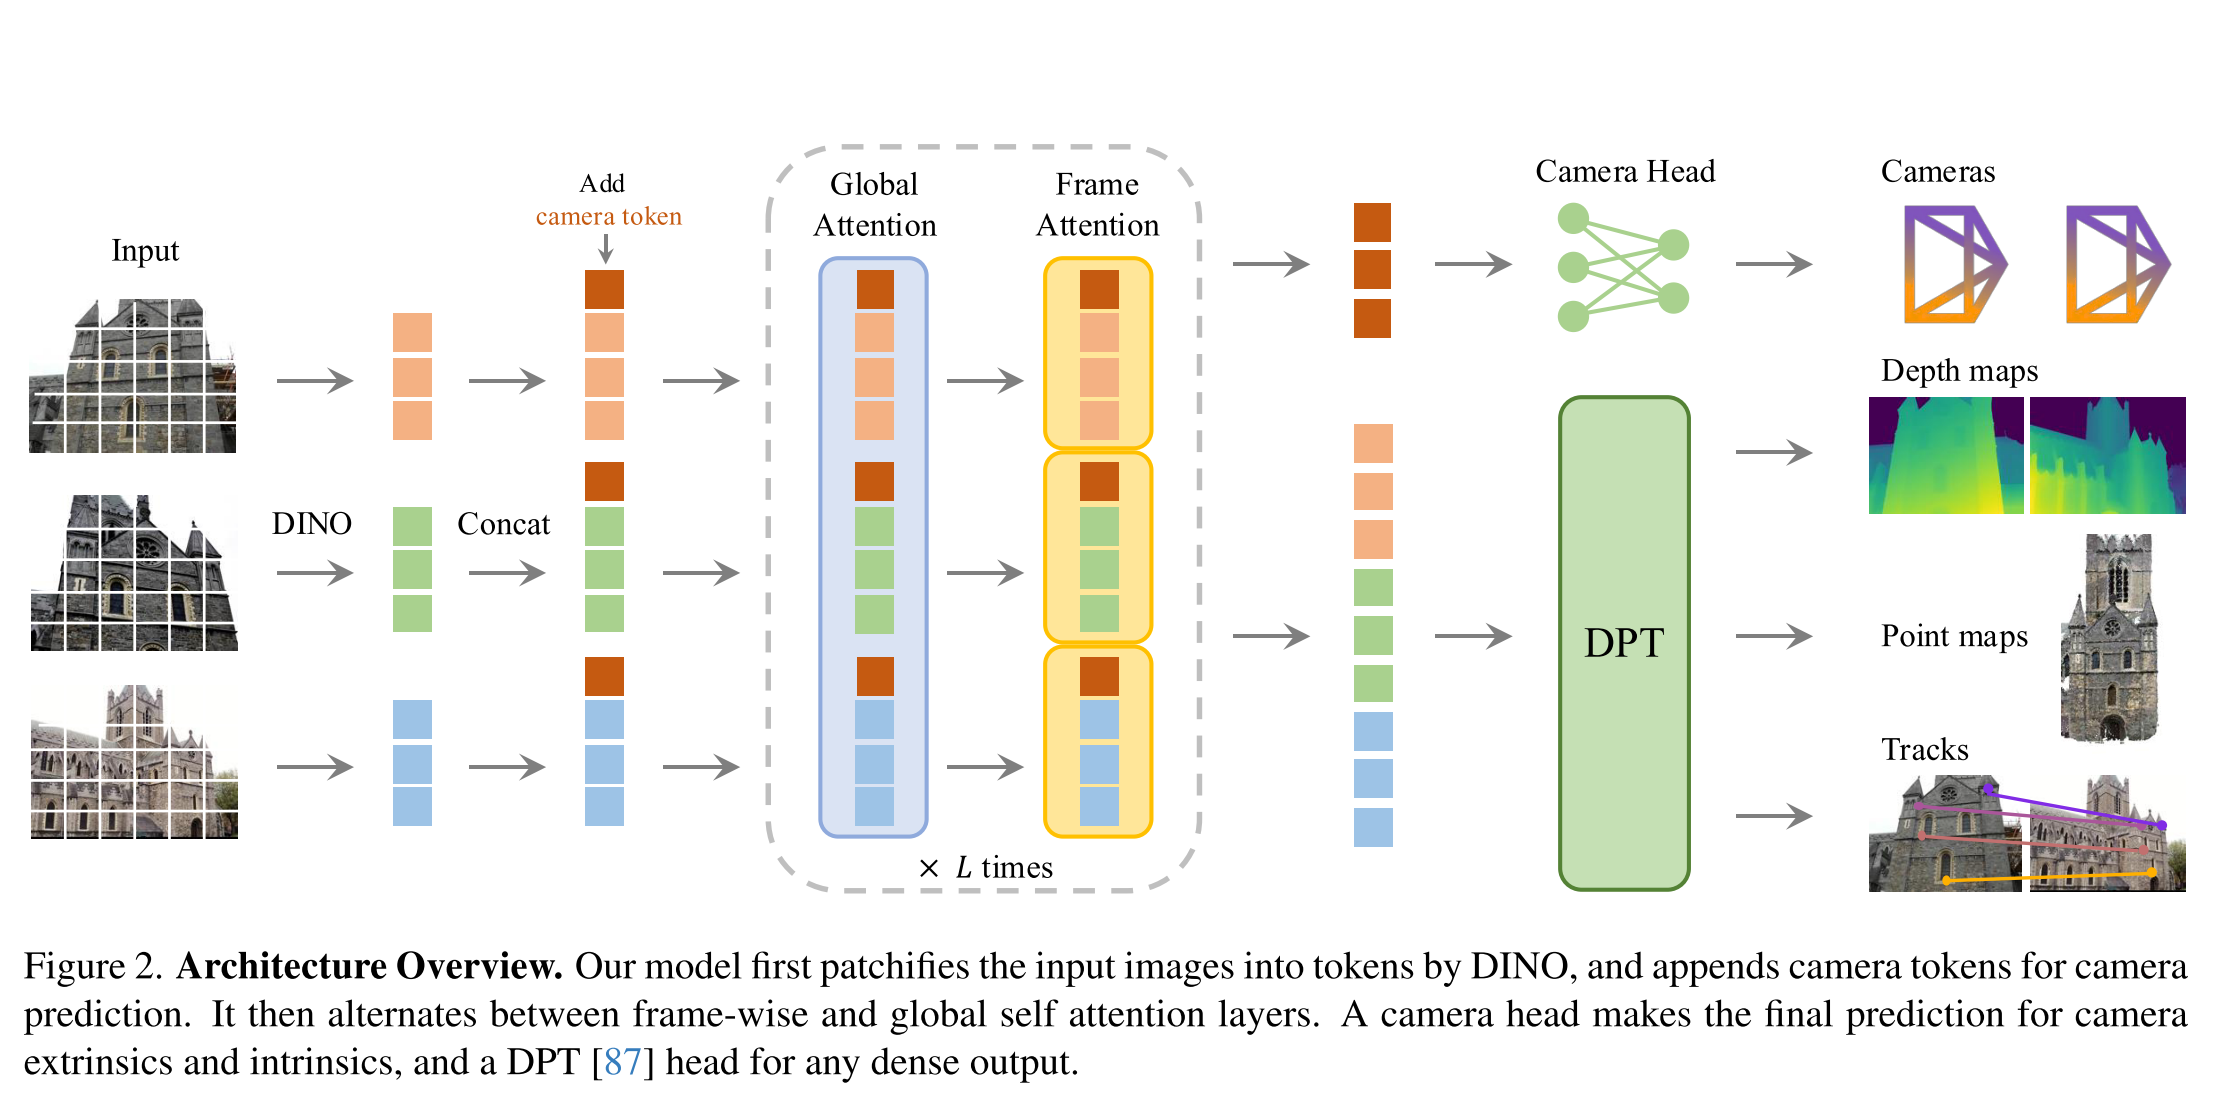 Input
DINO
Concat
Add
camera token
Global
Attention
Frame
Attention
× L times
Camera Head
DPT
Cameras
Depth maps
Point maps
Tracks
Figure 2. Architecture Overview. Our model first patchifies the input images into tokens by DINO, and appends camera tokens for camera
prediction. It then alternates between frame-wise and global self attention layers. A camera head makes the final prediction for camera
extrinsics and intrinsics, and a DPT [87] head for any dense output.